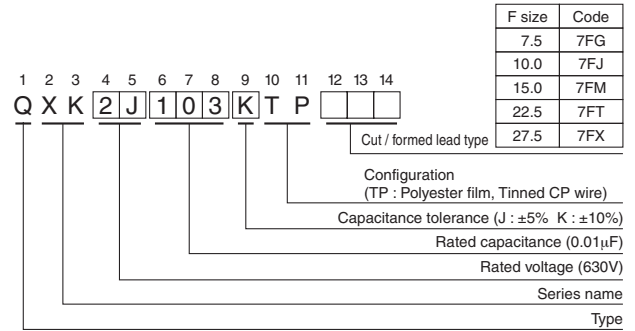 F size Code
7.5 7FG
10.0 7FJ
15.0 7FM
22.5 7FT
27.5 7FX
1 2 3 4 5 6 7 8 9 10 11 12 13 14
Q X K 2 J 1 0 3 K T P
Cut / formed lead type
Configuration
(TP : Polyester film, Tinned CP wire)
Capacitance tolerance (J : ±5% K : ±10%)
Rated capacitance (0.01μF)
Rated voltage (630V)
Series name
Type